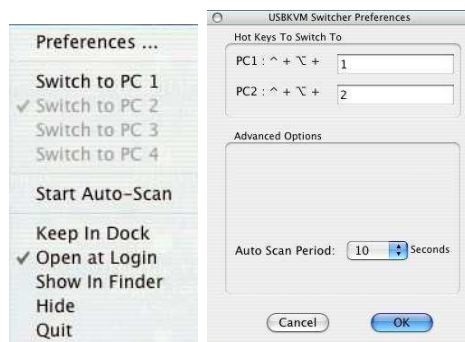 Preferences ...
Switch to PC 1
✓ Switch to PC 2
Switch to PC 3
Switch to PC 4
Start Auto-Scan
Keep In Dock
✓ Open at Login
Show In Finder
Hide
Quit
USBKVM Switcher Preferences
Hot Keys To Switch To
PC1 : ^ + ⌥ + 1
PC2 : ^ + ⌥ + 2
Advanced Options
Auto Scan Period: 10 Seconds
Cancel OK